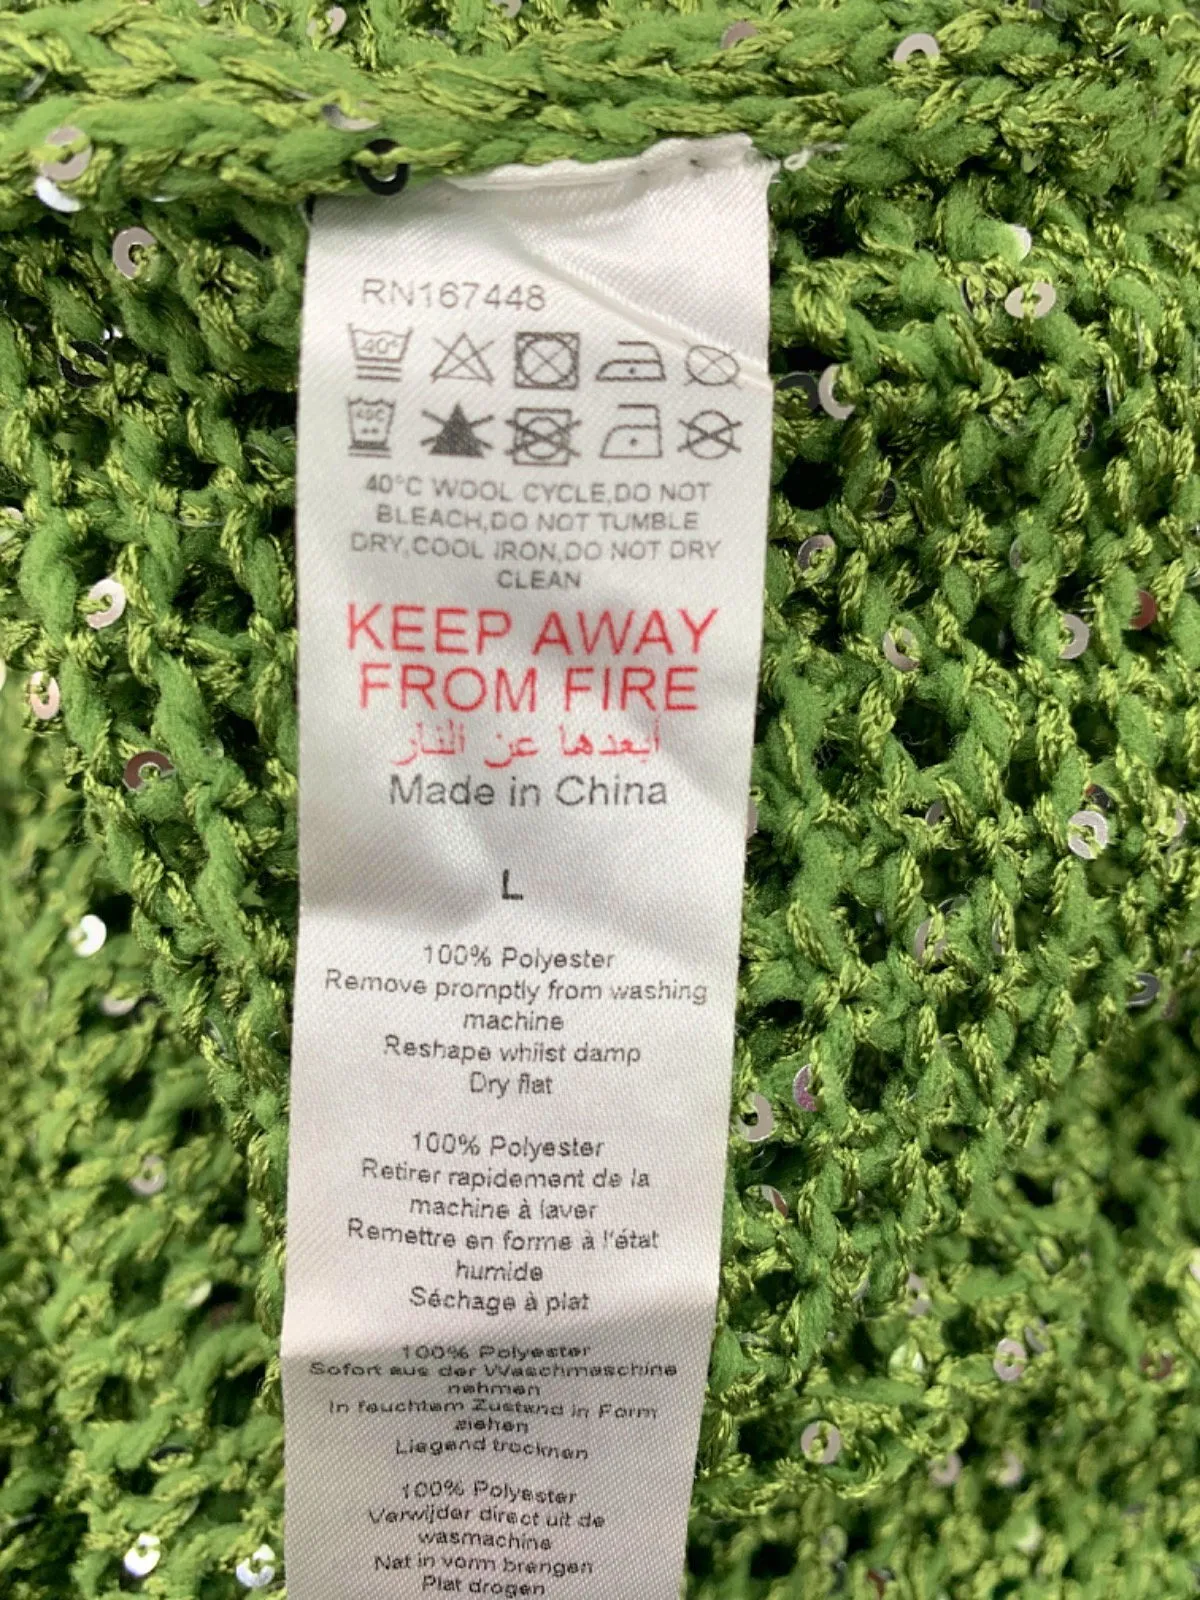 RN167448
40°
40C
40°C WOOL CYCLE,DO NOT
BLEACH,DO NOT TUMBLE
DRY,COOL IRON,DO NOT DRY
CLEAN
KEEP AWAY
FROM FIRE
أبعدها عن النار
Made in China
L
100% Polyester
Remove promptly from washing
machine
Reshape whilst damp
Dry flat
100% Polyester
Retirer rapidement de la
machine à laver
Remettre en forme à l'état
humide
Séchage à plat
100% Polyester
Sofort aus der Waschmaschine
nehmen
In feuchtem Zustand in Form
ziehen
Liegend trocknen
100% Polyester
Verwijder direct uit de
wasmachine
Nat in vorm brengen
Plat drogen